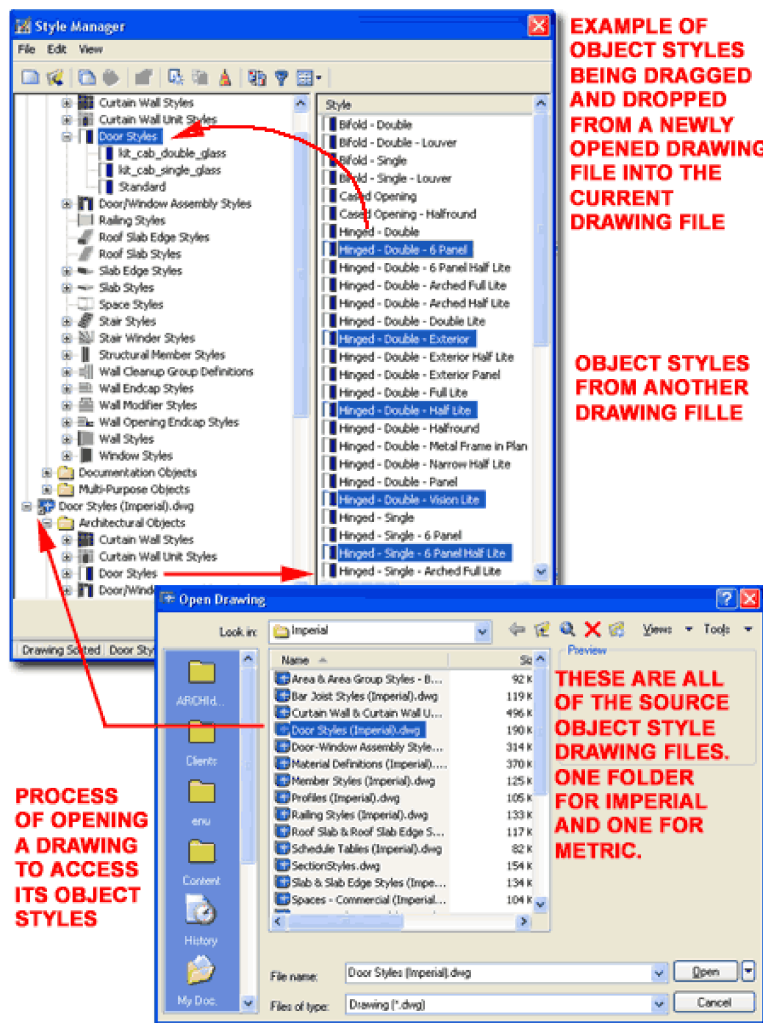 Style Manager
File Edit View
Curtain Wall Styles
Curtain Wall Unit Styles
Door Styles
kit_cab_double_glass
kit_cab_single_glass
Standard
Door/Window Assembly Styles
Railing Styles
Roof Slab Edge Styles
Roof Slab Styles
Slab Edge Styles
Slab Styles
Space Styles
Stair Styles
Stair Winder Styles
Structural Member Styles
Wall Cleanup Group Definitions
Wall Endcap Styles
Wall Modifier Styles
Wall Opening Endcap Styles
Wall Styles
Window Styles
Documentation Objects
Multi-Purpose Objects
Door Styles (Imperial).dwg
Architectural Objects
Curtain Wall Styles
Curtain Wall Unit Styles
Door Styles
Door/Wind
Drawing Sorted Door Sty
Style
Bifold - Double
Bifold - Double - Louver
Bifold - Single
Bifold - Single - Louver
Cased Opening
Cased Opening - Halfround
Hinged - Double
Hinged - Double - 6 Panel
Hinged - Double - 6 Panel Half Lite
Hinged - Double - Arched Full Lite
Hinged - Double - Arched Half Lite
Hinged - Double - Double Lite
Hinged - Double - Exterior
Hinged - Double - Exterior Half Lite
Hinged - Double - Exterior Panel
Hinged - Double - Full Lite
Hinged - Double - Half Lite
Hinged - Double - Halfround
Hinged - Double - Metal Frame in Plan
Hinged - Double - Narrow Half Lite
Hinged - Double - Panel
Hinged - Double - Vision Lite
Hinged - Single
Hinged - Single - 6 Panel
Hinged - Single - 6 Panel Half Lite
Hinged - Single - Arched Full Lite
EXAMPLE OF
OBJECT STYLES
BEING DRAGGED
AND DROPPED
FROM A NEWLY
OPENED DRAWING
FILE INTO THE
CURRENT
DRAWING FILE
OBJECT STYLES
FROM ANOTHER
DRAWING FILLE
Open Drawing
Look in: Imperial Views Tools
Preview
ARCHId...
Clients
enu
Content
History
My Doc.
Name Siz
Area & Area Group Styles - B... 92 K
Bar Joist Styles (Imperial).dwg 119 K
Curtain Wall & Curtain Wall U... 496 K
Door Styles (Imperial).dwg 190 K
Door-Window Assembly Style... 314 K
Material Definitions (Imperial).... 370 K
Member Styles (Imperial).dwg 125 K
Profiles (Imperial).dwg 105 K
Railing Styles (Imperial).dwg 133 K
Roof Slab & Roof Slab Edge S... 117 K
Schedule Tables (Imperial).dwg 82 K
SectionStyles.dwg 154 K
Slab & Slab Edge Styles (Impe... 134 K
Spaces - Commercial (Imperial... 104 K
File name: Door Styles (Imperial).dwg Open
Files of type: Drawing (*.dwg) Cancel
THESE ARE ALL
OF THE SOURCE
OBJECT STYLE
DRAWING FILES.
ONE FOLDER
FOR IMPERIAL
AND ONE FOR
METRIC.
PROCESS
OF OPENING
A DRAWING
TO ACCESS
ITS OBJECT
STYLES